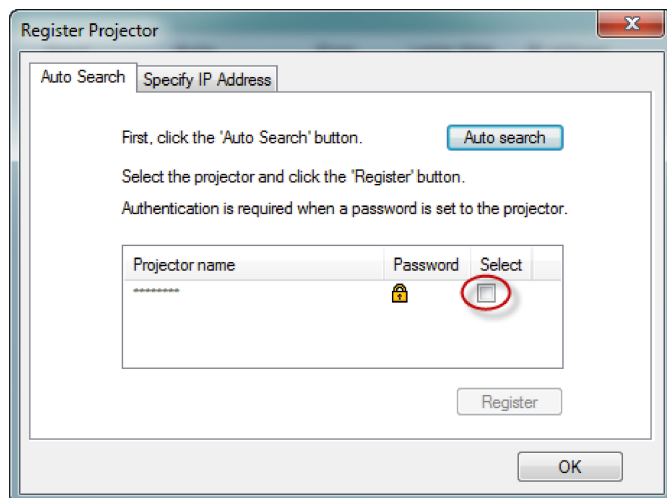 Register Projector
Auto Search
Specify IP Address
First, click the 'Auto Search' button.
Auto search
Select the projector and click the 'Register' button.
Authentication is required when a password is set to the projector.
Projector name
Password
Select
********
Register
OK